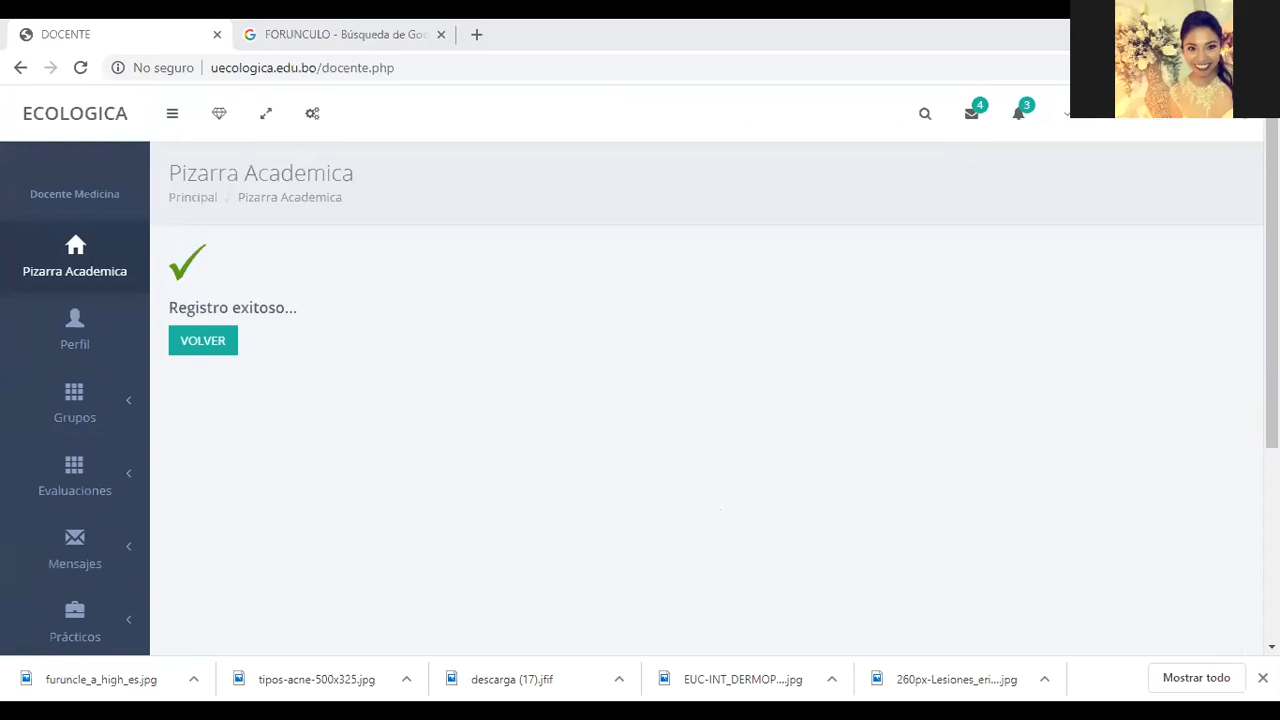 DOCENTE
FORUNCULO - Búsqueda de Goo
No seguro
uecologica.edu.bo/docente.php
ECOLOGICA
4
3
Docente Medicina
Pizarra Academica
Principal / Pizarra Academica
Pizarra Academica
Registro exitoso...
VOLVER
Perfil
Grupos
Evaluaciones
Mensajes
Prácticos
furuncle_a_high_es.jpg
tipos-acne-500x325.jpg
descarga (17).jfif
EUC-INT_DERMOP....jpg
260px-Lesiones_eri....jpg
Mostrar todo